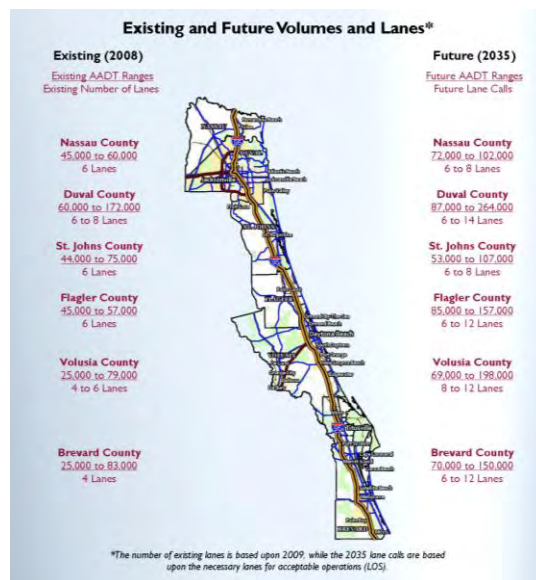 Existing and Future Volumes and Lanes*
Existing (2008)
Existing AADT Ranges
Existing Number of Lanes
Nassau County
45,000 to 60,000
6 Lanes
Duval County
60,000 to 172,000
6 to 8 Lanes
St. Johns County
44,000 to 75,000
6 Lanes
Flagler County
45,000 to 57,000
6 Lanes
Volusia County
25,000 to 79,000
4 to 6 Lanes
Brevard County
25,000 to 83,000
4 Lanes
Future (2035)
Future AADT Ranges
Future Lane Calls
Nassau County
72,000 to 102,000
6 to 8 Lanes
Duval County
87,000 to 264,000
6 to 14 Lanes
St. Johns County
53,000 to 107,000
6 to 8 Lanes
Flagler County
85,000 to 157,000
6 to 12 Lanes
Volusia County
69,000 to 198,000
8 to 12 Lanes
Brevard County
70,000 to 150,000
6 to 12 Lanes
NASSAU
Jacksonville
Daytona Beach
Titusville
Palm Bay
BREVARD
*The number of existing lanes is based upon 2009, while the 2035 lane calls are based
upon the necessary lanes for acceptable operations (LOS).